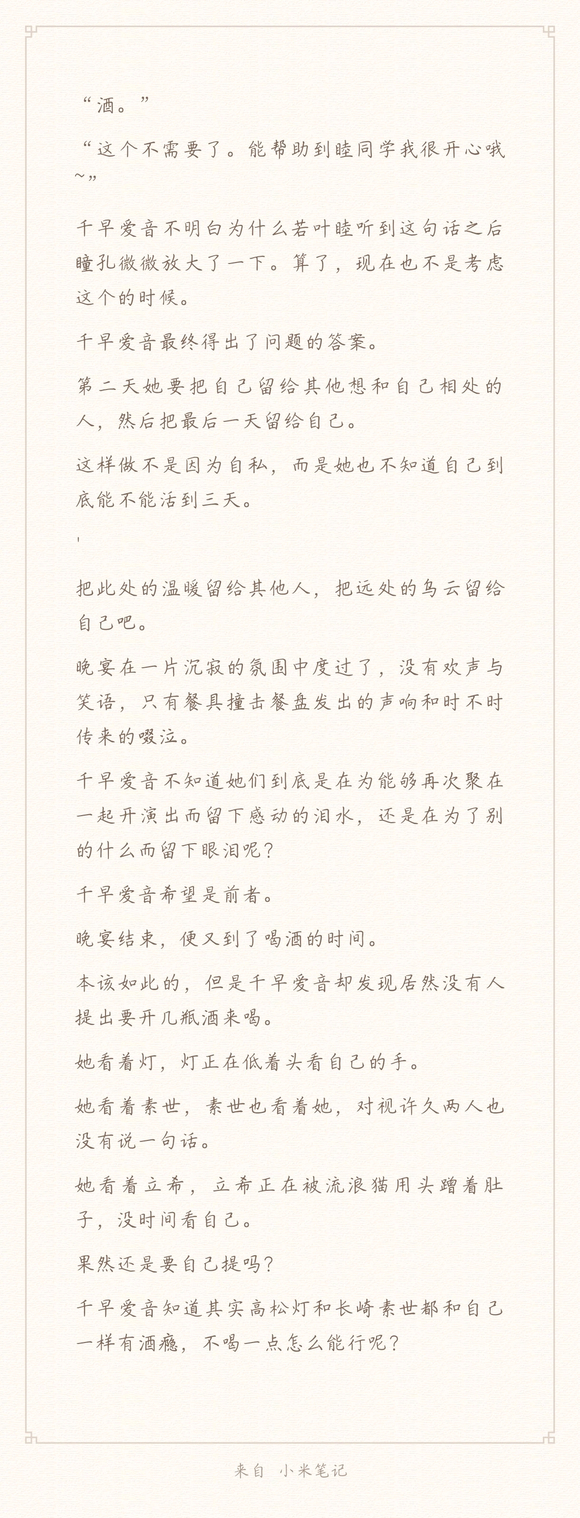 “酒。”
“这个不需要了。能帮助到睦同学我很开心哦
~”
千早爱音不明白为什么若叶睦听到这句话之后
瞳孔微微放大了一下。算了，现在也不是考虑
这个的时候。
千早爱音最终得出了问题的答案。
第二天她要把自己留给其他想和自己相处的
人，然后把最后一天留给自己。
这样做不是因为自私，而是她也不知道自己到
底能不能活到三天。
'
把此处的温暖留给其他人，把远处的乌云留给
自己吧。
晚宴在一片沉寂的氛围中度过了，没有欢声与
笑语，只有餐具撞击餐盘发出的声响和时不时
传来的啜泣。
千早爱音不知道她们到底是在为能够再次聚在
一起开演出而留下感动的泪水，还是在为了别
的什么而留下眼泪呢？
千早爱音希望是前者。
晚宴结束，便又到了喝酒的时间。
本该如此的，但是千早爱音却发现居然没有人
提出要开几瓶酒来喝。
她看着灯，灯正在低着头看自己的手。
她看着素世，素世也看着她，对视许久两人也
没有说一句话。
她看着立希，立希正在被流浪猫用头蹭着肚
子，没时间看自己。
果然还是要自己提吗？
千早爱音知道其实高松灯和长崎素世都和自己
一样有酒瘾，不喝一点怎么能行呢？
来自 小米笔记